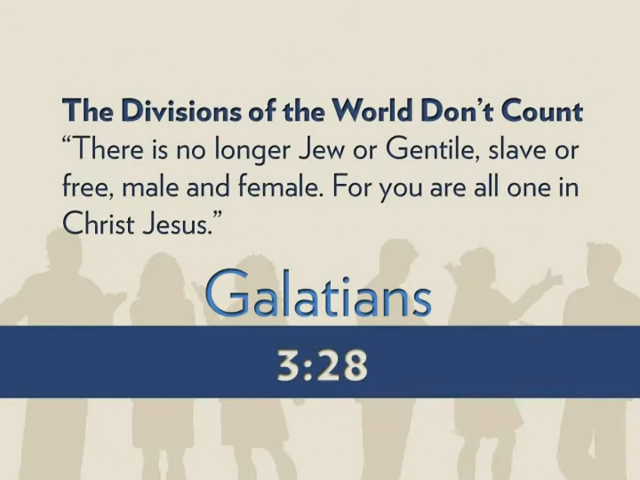 The Divisions of the World Don’t Count
“There is no longer Jew or Gentile, slave or
free, male and female. For you are all one in
Christ Jesus.”
Galatians
3:28